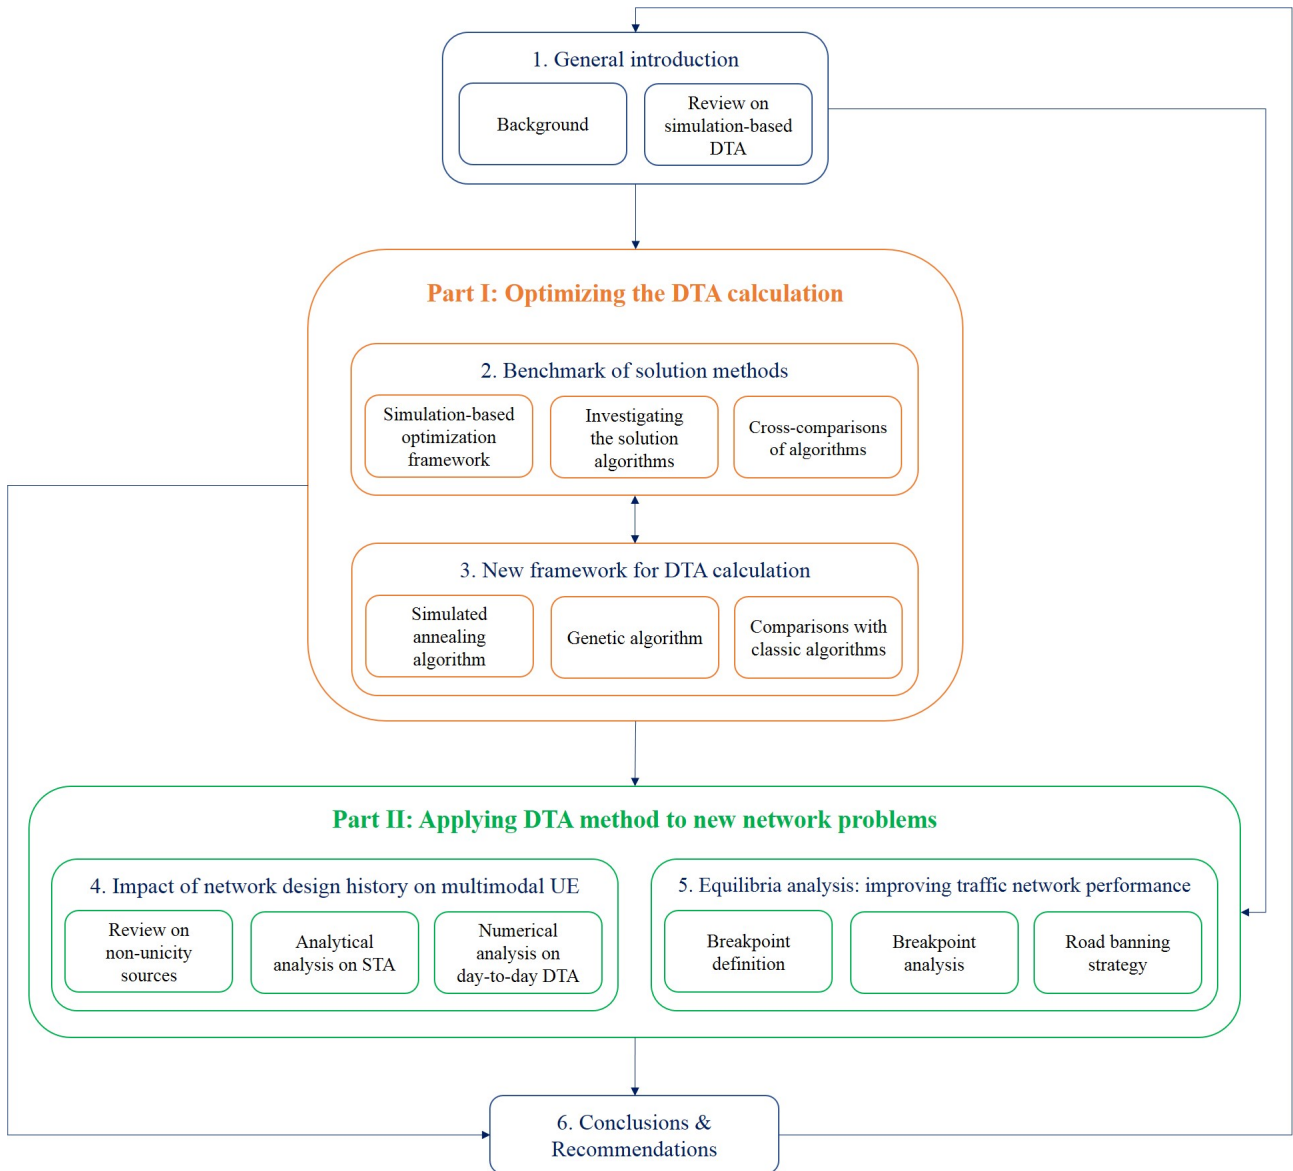 1. General introduction
Background
Review on
simulation-based
DTA
Part I: Optimizing the DTA calculation
2. Benchmark of solution methods
Simulation-based
optimization
framework
Investigating
the solution
algorithms
Cross-comparisons
of algorithms
3. New framework for DTA calculation
Simulated
annealing
algorithm
Genetic algorithm
Comparisons with
classic algorithms
Part II: Applying DTA method to new network problems
4. Impact of network design history on multimodal UE
Review on
non-unicity
sources
Analytical
analysis on STA
Numerical
analysis on
day-to-day DTA
5. Equilibria analysis: improving traffic network performance
Breakpoint
definition
Breakpoint
analysis
Road banning
strategy
6. Conclusions &
Recommendations